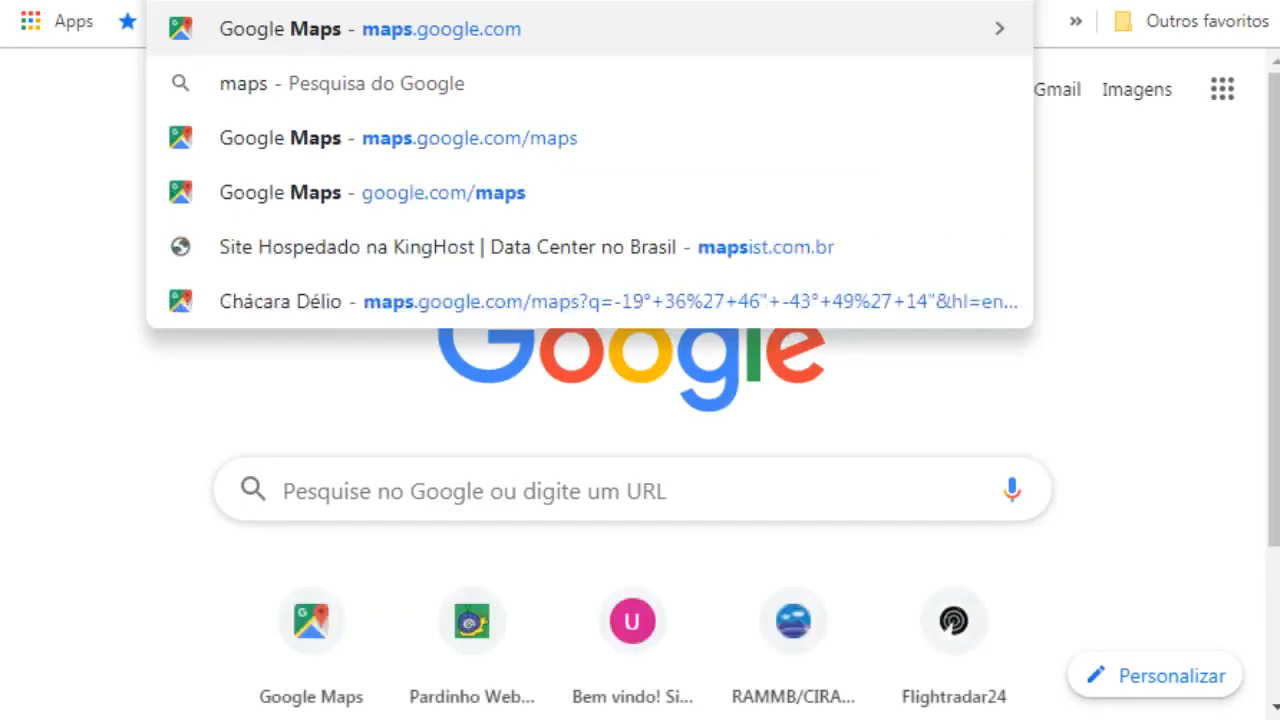 Apps
Outros favoritos
Google Maps - maps.google.com
maps - Pesquisa do Google
Gmail Imagens
Google Maps - maps.google.com/maps
Google Maps - google.com/maps
Site Hospedado na KingHost | Data Center no Brasil - mapsist.com.br
Chácara Délio - maps.google.com/maps?q=-19°+36%27+46"+-43°+49%27+14"&hl=en...
Google
Pesquise no Google ou digite um URL
G
U
Google Maps
Pardinho Web...
Bem vindo! Si...
RAMMB/CIRA...
Flightradar24
Personalizar